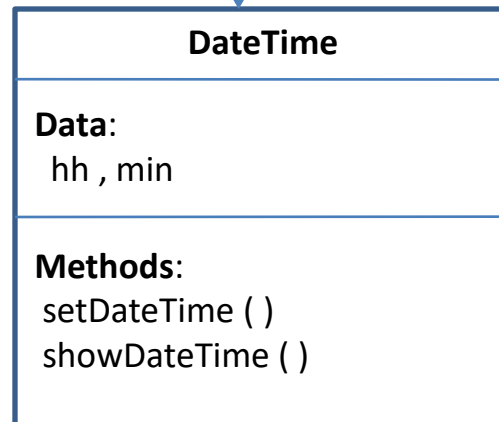 DateTime
Data:
hh , min
Methods:
setDateTime ( )
showDateTime ( )